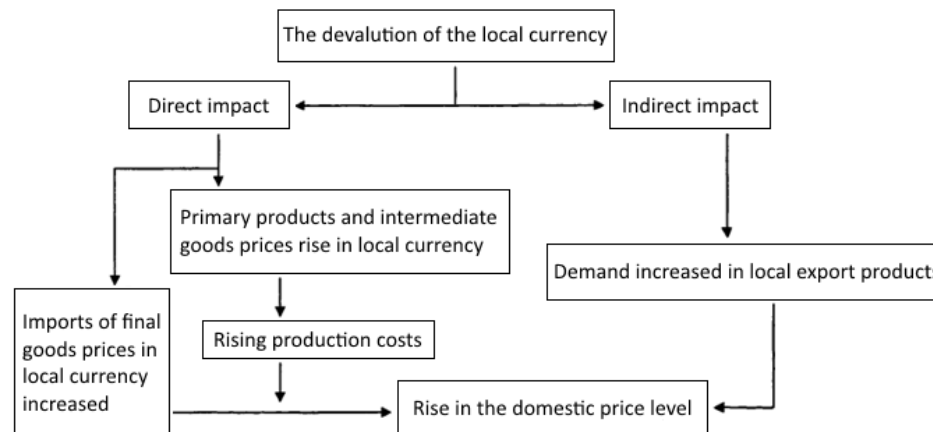 The devalution of the local currency
Direct impact
Indirect impact
Primary products and intermediate
goods prices rise in local currency
Demand increased in local export products
Imports of final
goods prices in
local currency
increased
Rising production costs
Rise in the domestic price level